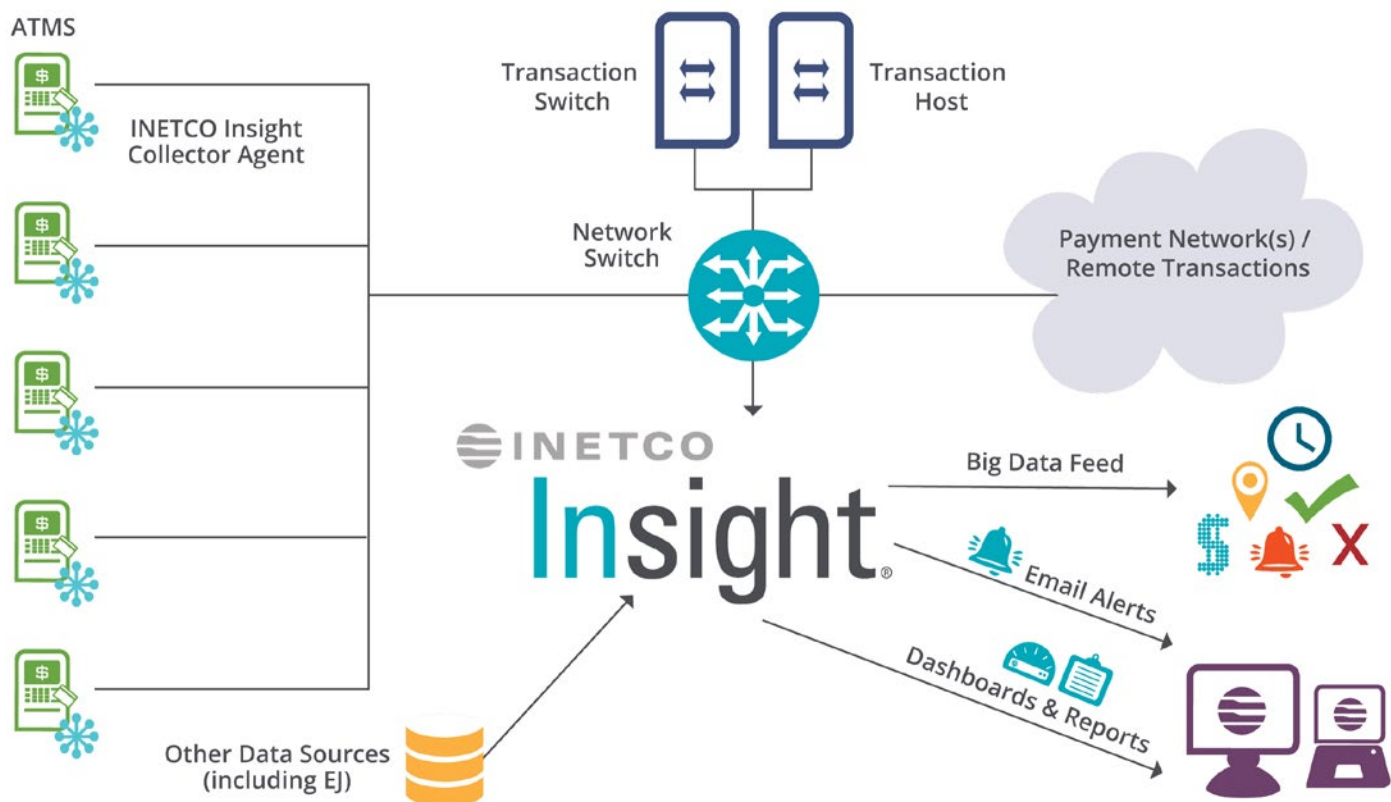 ATMS
INETCO Insight
Collector Agent
Transaction
Switch
Transaction
Host
Network
Switch
Payment Network(s) /
Remote Transactions
INETCO
Insight®
Big Data Feed
Email Alerts
Dashboards & Reports
Other Data Sources
(including EJ)
$
$
$
$
$
$
X